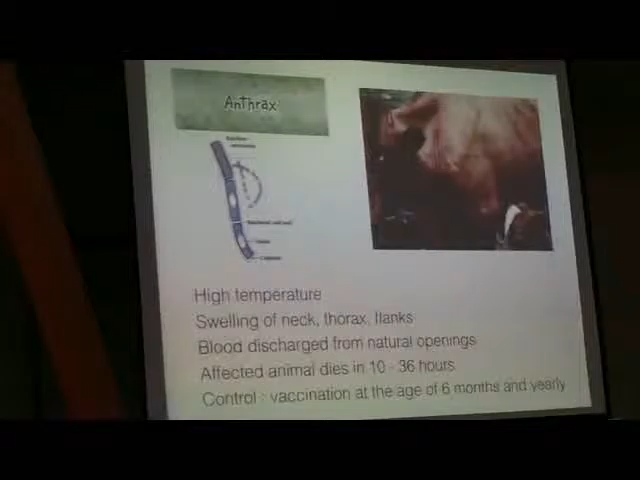 Anthrax
High temperature
Swelling of neck, thorax, flanks
Blood discharged from natural openings
Affected animal dies in 10 - 36 hours
Control : vaccination at the age of 6 months and yearly